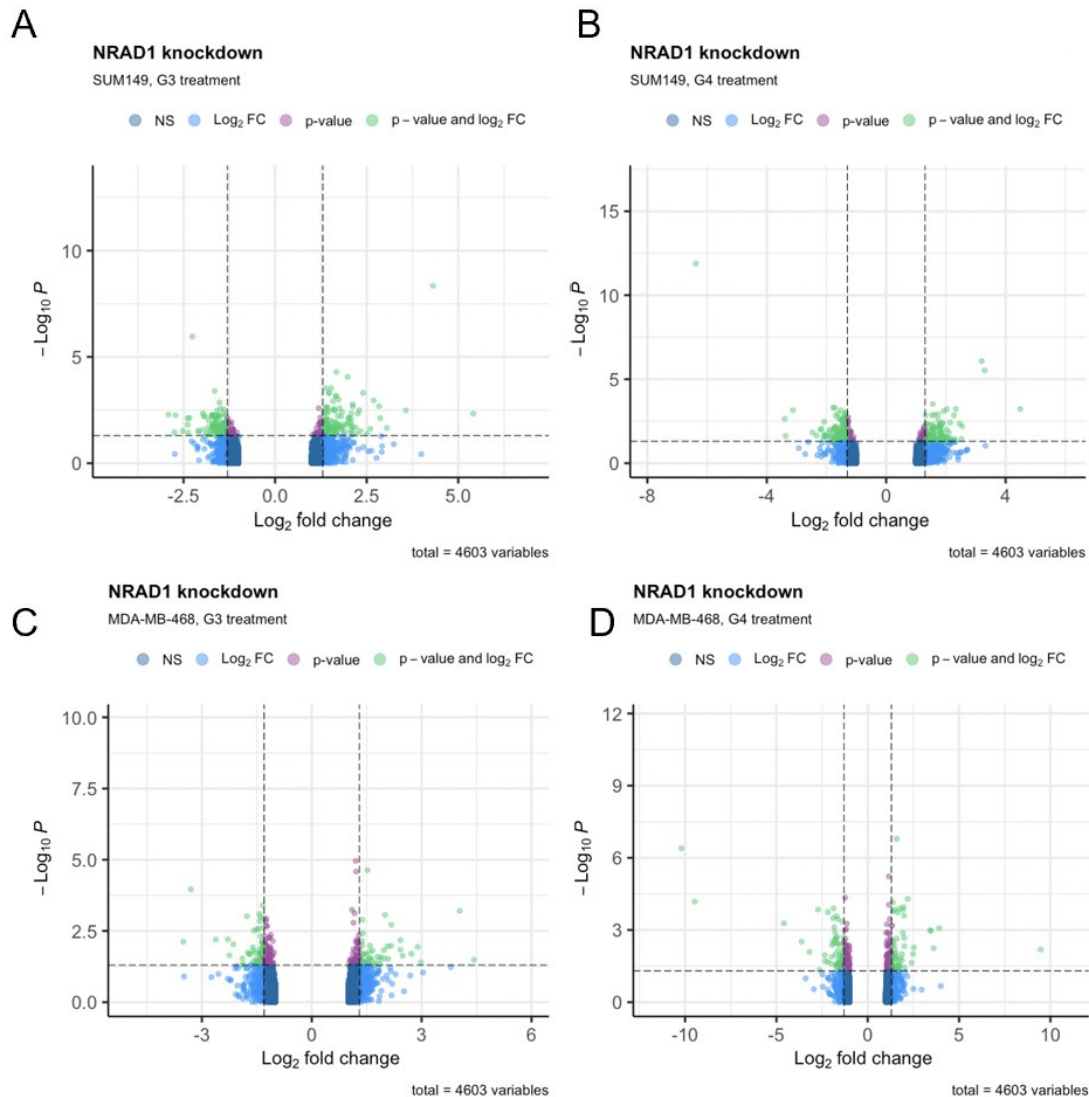 A
NRAD1 knockdown
SUM149, G3 treatment
NS Log2 FC p-value p – value and log2 FC
– Log10 P
10
5
0
-2.5 0.0 2.5 5.0
Log2 fold change
total = 4603 variables
B
NRAD1 knockdown
SUM149, G4 treatment
NS Log2 FC p-value p – value and log2 FC
– Log10 P
15
10
5
0
-8 -4 0 4
Log2 fold change
total = 4603 variables
C
NRAD1 knockdown
MDA-MB-468, G3 treatment
NS Log2 FC p-value p – value and log2 FC
– Log10 P
10.0
7.5
5.0
2.5
0.0
-3 0 3 6
Log2 fold change
total = 4603 variables
D
NRAD1 knockdown
MDA-MB-468, G4 treatment
NS Log2 FC p-value p – value and log2 FC
– Log10 P
12
9
6
3
0
-10 -5 0 5 10
Log2 fold change
total = 4603 variables